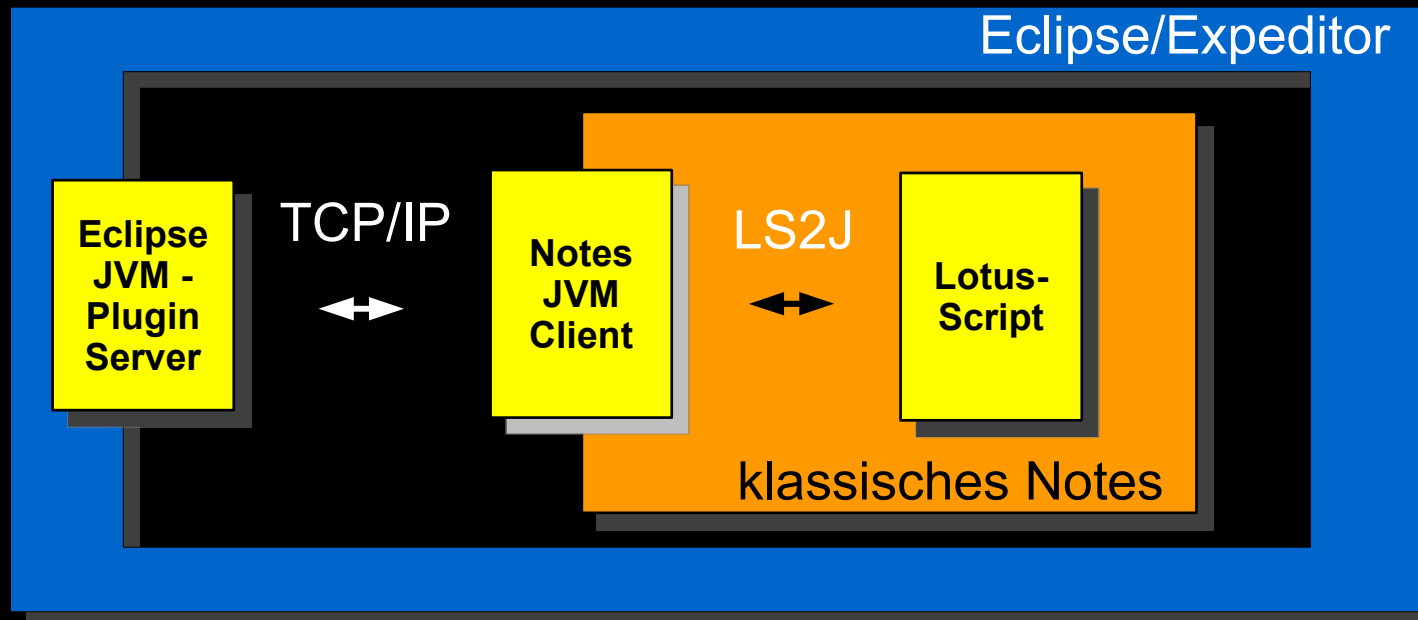 Eclipse/Expeditor
Eclipse
JVM -
Plugin
Server
TCP/IP
Notes
JVM
Client
LS2J
Lotus-
Script
klassisches Notes